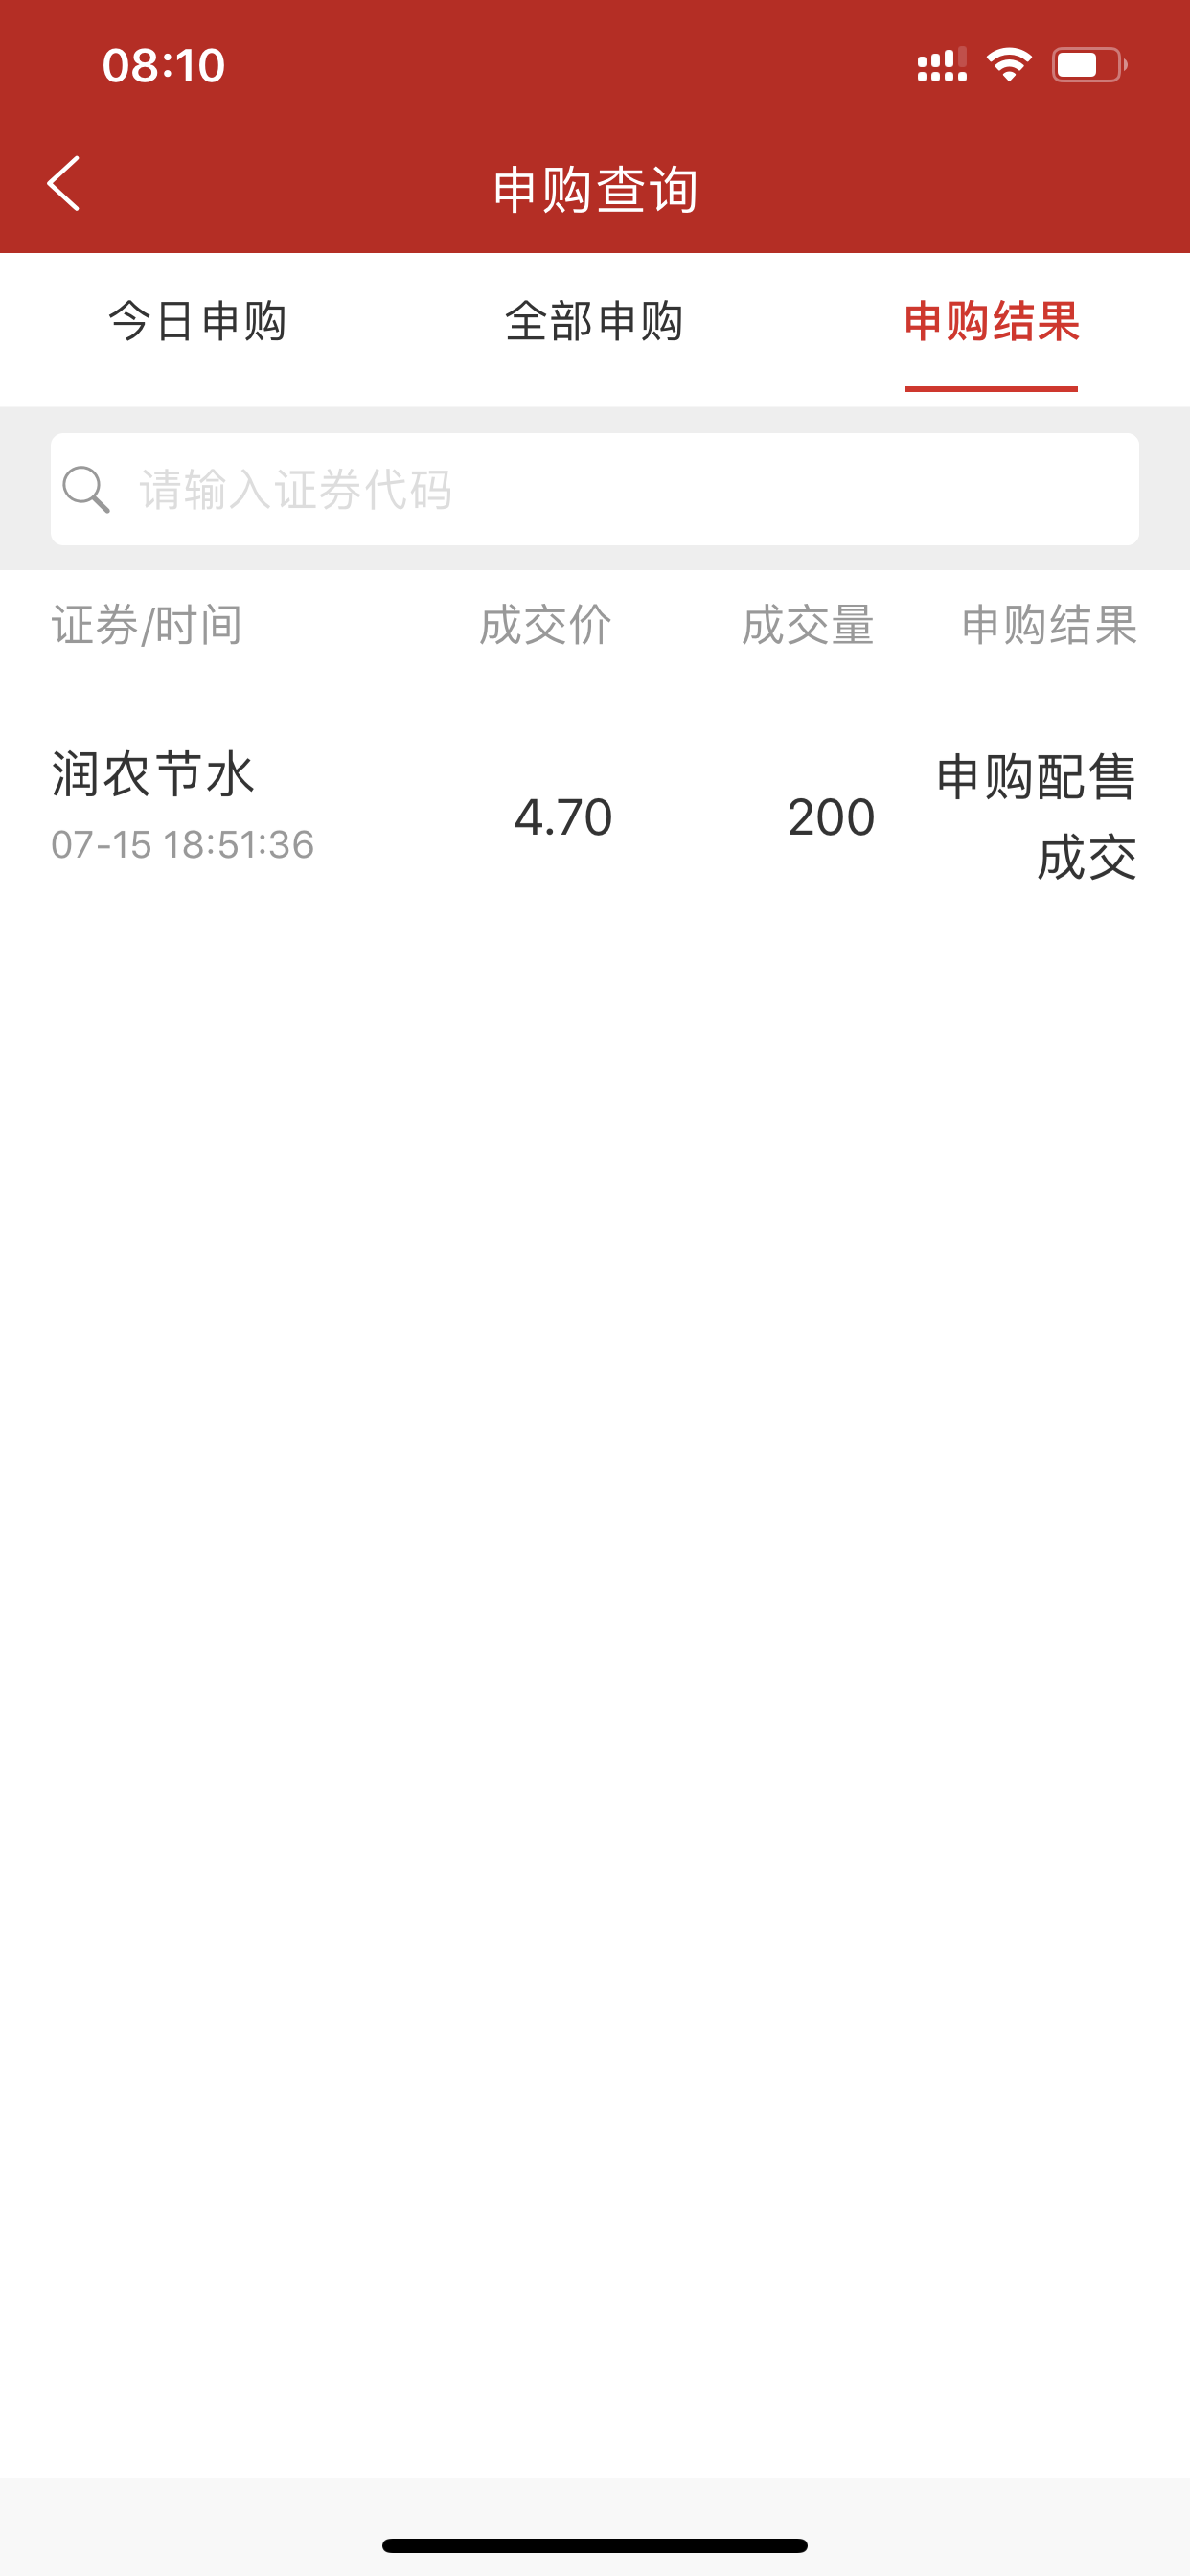 08:10
申购查询
今日申购 全部申购 申购结果
请输入证券代码
证券/时间 成交价 成交量 申购结果
润农节水 4.70 200 申购配售
07-15 18:51:36 成交